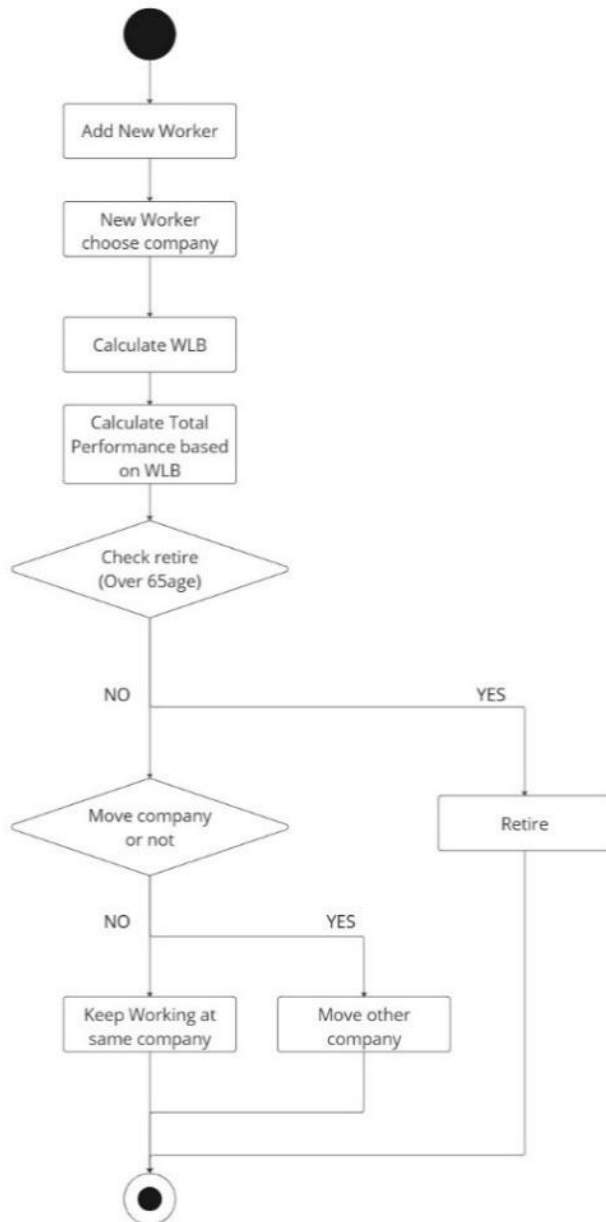 Add New Worker
New Worker
choose company
Calculate WLB
Calculate Total
Performance based
on WLB
Check retire
(Over 65age)
NO
YES
Move company
or not
Retire
NO
YES
Keep Working at
same company
Move other
company